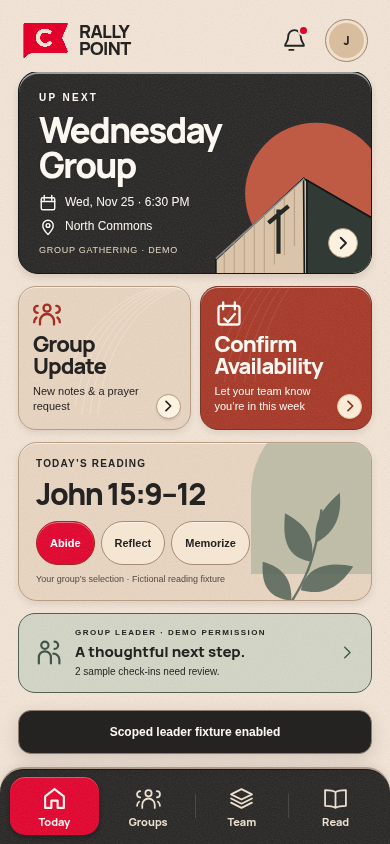 C
RALLY
POINT
J
UP NEXT
Wednesday
Group
Wed, Nov 25 · 6:30 PM
North Commons
GROUP GATHERING · DEMO
Group
Update
New notes & a prayer
request
Confirm
Availability
Let your team know
you're in this week
TODAY'S READING
John 15:9–12
Abide
Reflect
Memorize
Your group's selection · Fictional reading fixture
GROUP LEADER · DEMO PERMISSION
A thoughtful next step.
2 sample check-ins need review.
Scoped leader fixture enabled
Today
Groups
Team
Read